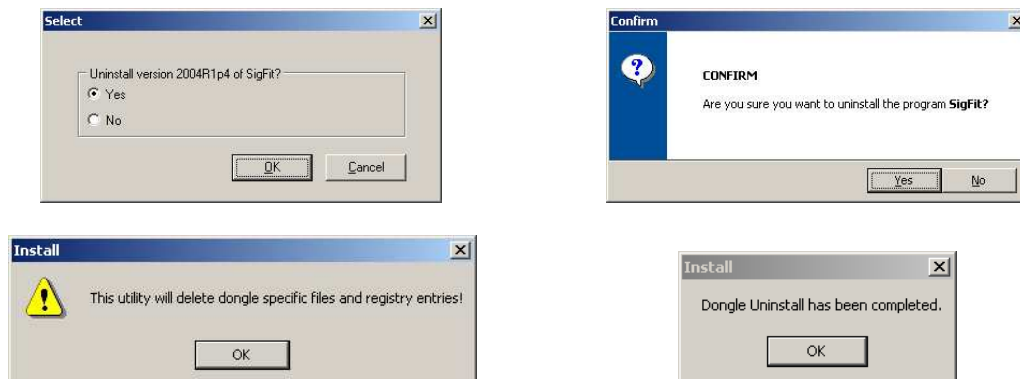 Select
Uninstall version 2004R1p4 of SigFit?
Yes
No
OK
Cancel
Confirm
CONFIRM
Are you sure you want to uninstall the program SigFit?
Yes
No
Install
This utility will delete dongle specific files and registry entries!
OK
Install
Dongle Uninstall has been completed.
OK